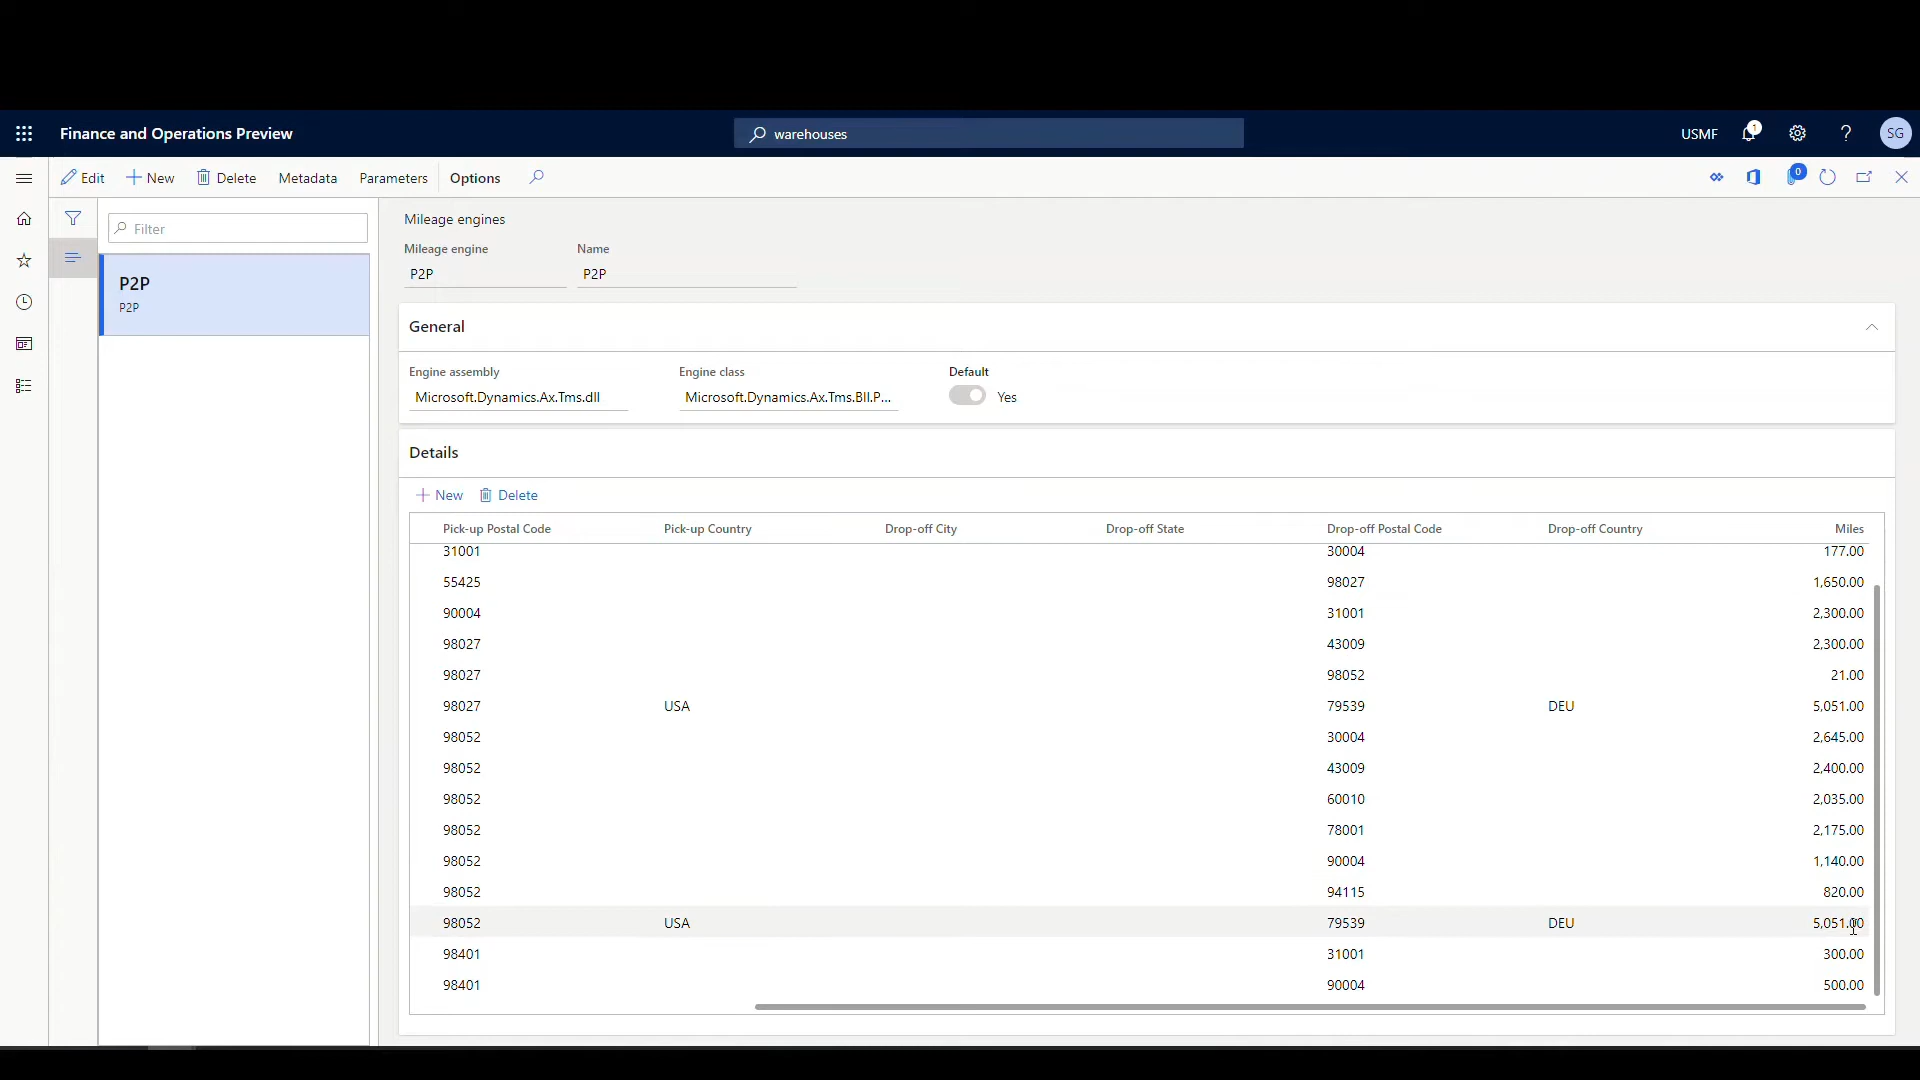 Finance and Operations Preview
warehouses
USMF
1
SG
Edit
New
Delete
Metadata
Parameters
Options
0
Filter
P2P
P2P
Mileage engines
Mileage engine Name
P2P P2P
General
Engine assembly Engine class Default
Microsoft.Dynamics.Ax.Tms.dll Microsoft.Dynamics.Ax.Tms.Bll.P... Yes
Details
New Delete
Pick-up Postal Code Pick-up Country Drop-off City Drop-off State Drop-off Postal Code Drop-off Country Miles
31001 30004 177.00
55425 98027 1,650.00
90004 31001 2,300.00
98027 43009 2,300.00
98027 98052 21.00
98027 USA 79539 DEU 5,051.00
98052 30004 2,645.00
98052 43009 2,400.00
98052 60010 2,035.00
98052 78001 2,175.00
98052 90004 1,140.00
98052 94115 820.00
98052 USA 79539 DEU 5,051.00
98401 31001 300.00
98401 90004 500.00